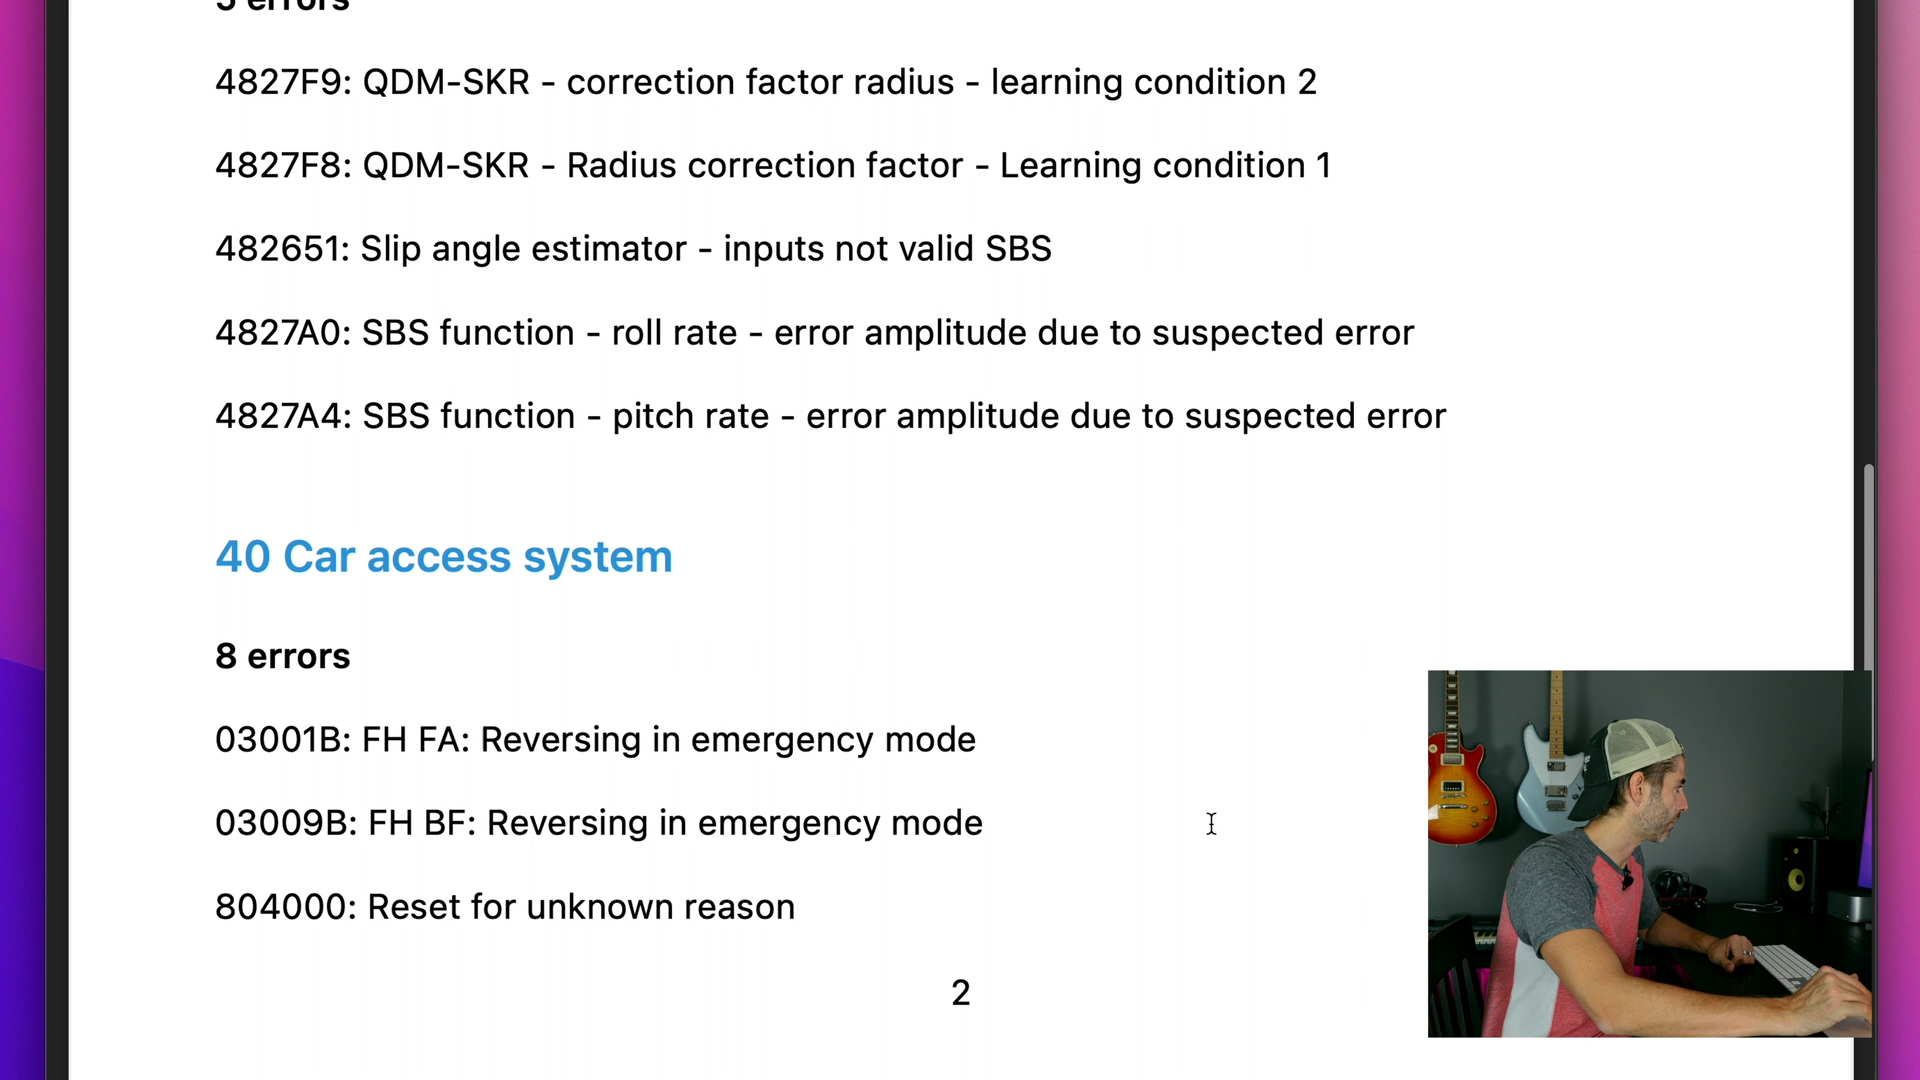 5 errors
4827F9: QDM-SKR - correction factor radius - learning condition 2
4827F8: QDM-SKR - Radius correction factor - Learning condition 1
482651: Slip angle estimator - inputs not valid SBS
4827A0: SBS function - roll rate - error amplitude due to suspected error
4827A4: SBS function - pitch rate - error amplitude due to suspected error
40 Car access system
8 errors
03001B: FH FA: Reversing in emergency mode
03009B: FH BF: Reversing in emergency mode
804000: Reset for unknown reason
2